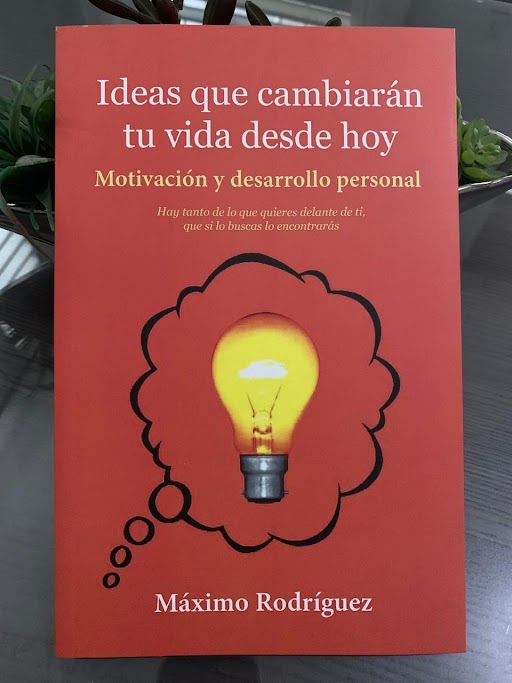 Ideas que cambiarán
tu vida desde hoy
Motivación y desarrollo personal
Hay tanto de lo que quieres delante de ti,
que si lo buscas lo encontrarás
Máximo Rodríguez